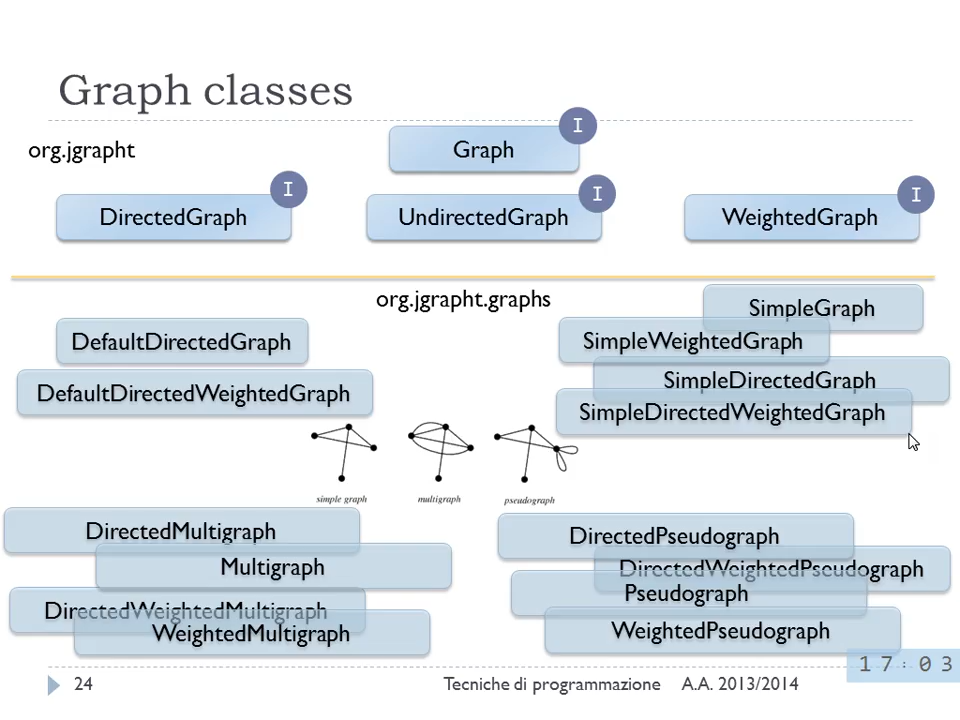 Graph classes
org.jgrapht
Graph
I
DirectedGraph
I
UndirectedGraph
I
WeightedGraph
I
org.jgrapht.graphs
SimpleGraph
DefaultDirectedGraph
SimpleWeightedGraph
SimpleDirectedGraph
DefaultDirectedWeightedGraph
SimpleDirectedWeightedGraph
simple graph
multigraph
pseudograph
DirectedMultigraph
Multigraph
DirectedWeightedMultigraph
WeightedMultigraph
DirectedPseudograph
DirectedWeightedPseudograph
Pseudograph
WeightedPseudograph
17:03
24
Tecniche di programmazione
A.A. 2013/2014